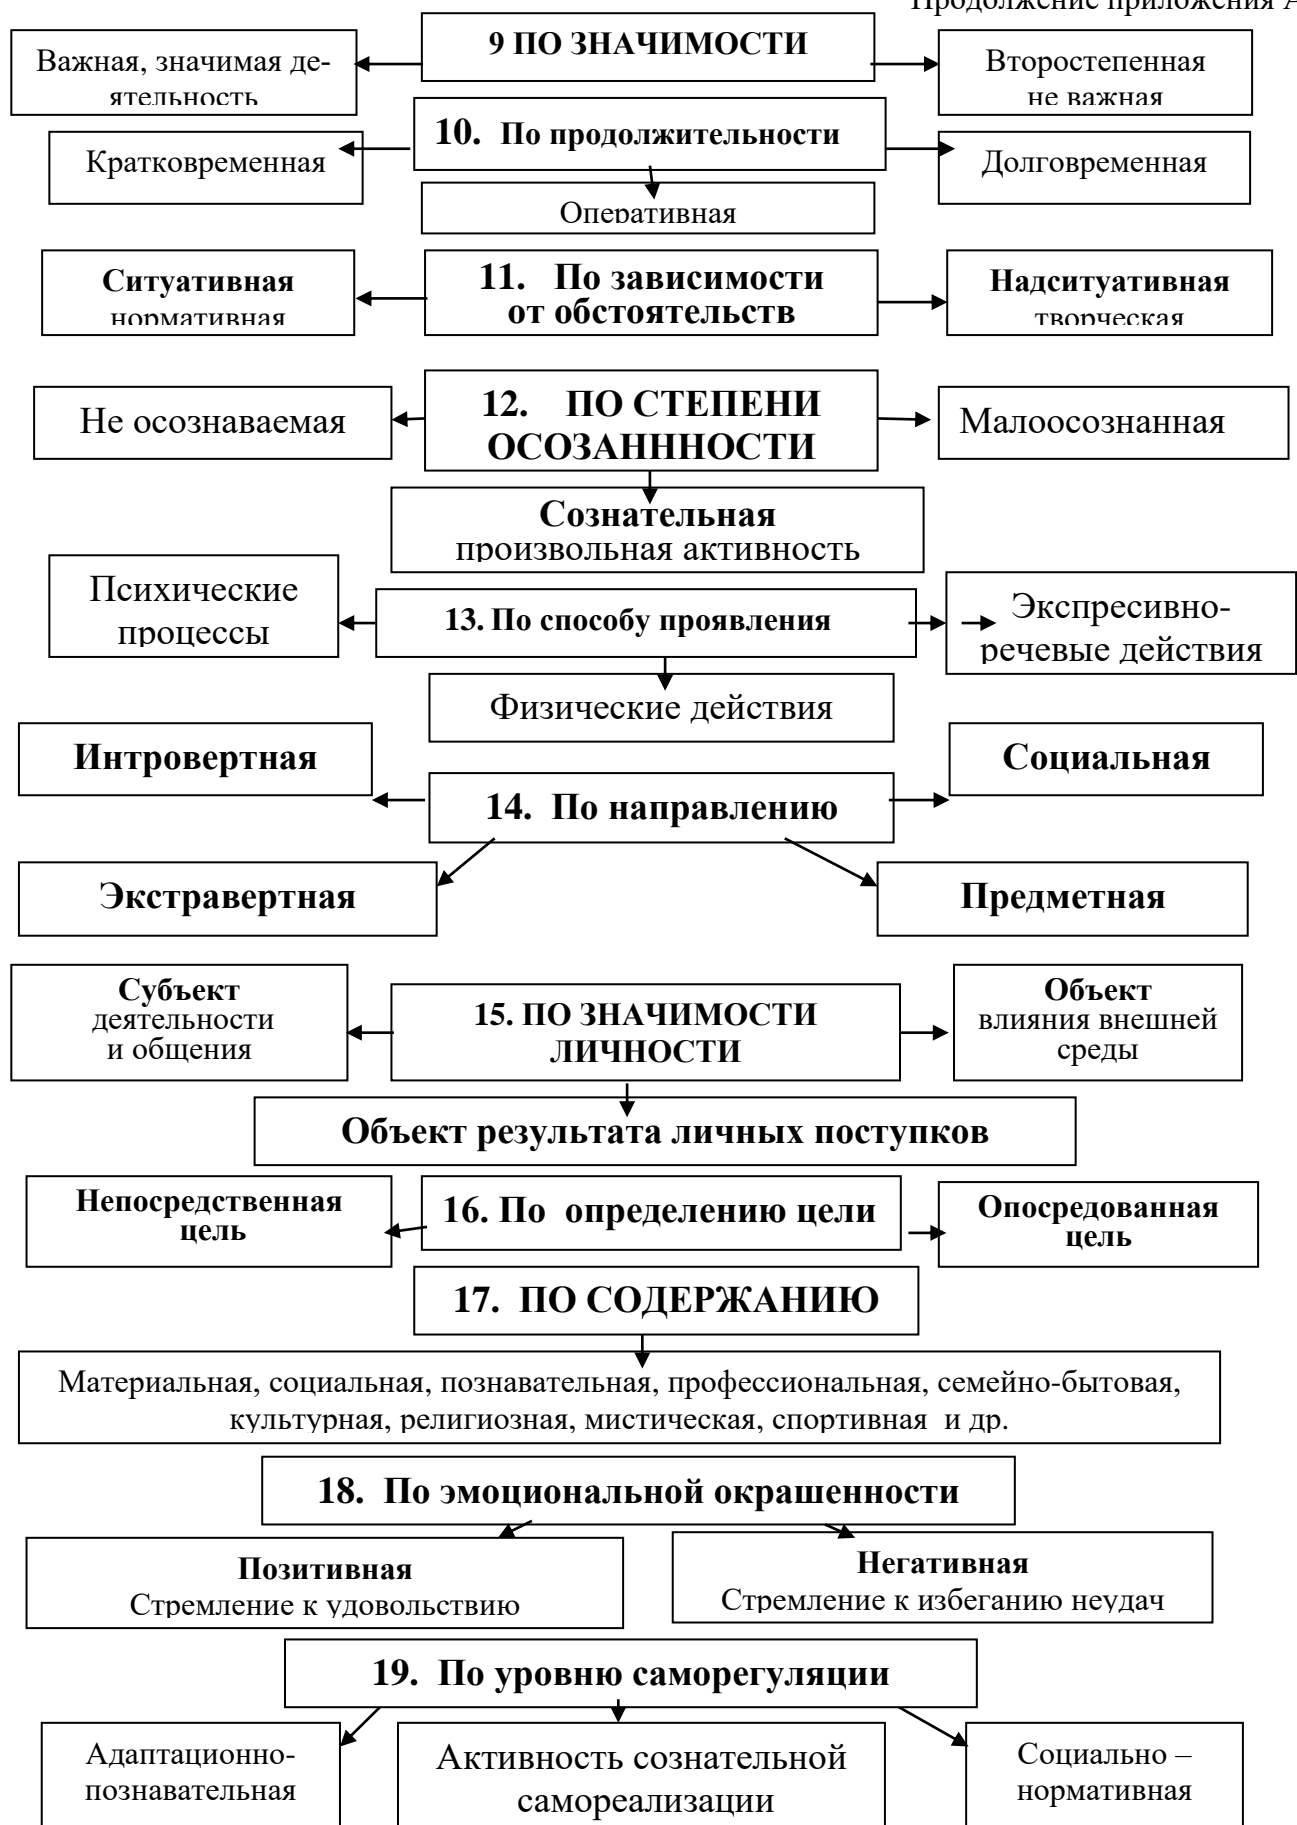 Продолжение приложения А
9 ПО ЗНАЧИМОСТИ
Важная, значимая де-
ятельность
Второстепенная
не важная
10. По продолжительности
Кратковременная
Долговременная
Оперативная
Ситуативная
нормативная
11. По зависимости
от обстоятельств
Надситуативная
творческая
Не осознаваемая
12. ПО СТЕПЕНИ
ОСОЗАНННОСТИ
Малоосознанная
Сознательная
произвольная активность
Психические
процессы
13. По способу проявления
Экспресивно-
речевые действия
Физические действия
Интровертная
Социальная
14. По направлению
Экстравертная
Предметная
Субъект
деятельности
и общения
15. ПО ЗНАЧИМОСТИ
ЛИЧНОСТИ
Объект
влияния внешней
среды
Объект результата личных поступков
Непосредственная
цель
16. По определению цели
Опосредованная
цель
17. ПО СОДЕРЖАНИЮ
Материальная, социальная, познавательная, профессиональная, семейно-бытовая,
культурная, религиозная, мистическая, спортивная и др.
18. По эмоциональной окрашенности
Позитивная
Стремление к удовольствию
Негативная
Стремление к избеганию неудач
19. По уровню саморегуляции
Адаптационно-
познавательная
Активность сознательной
самореализации
Социально –
нормативная